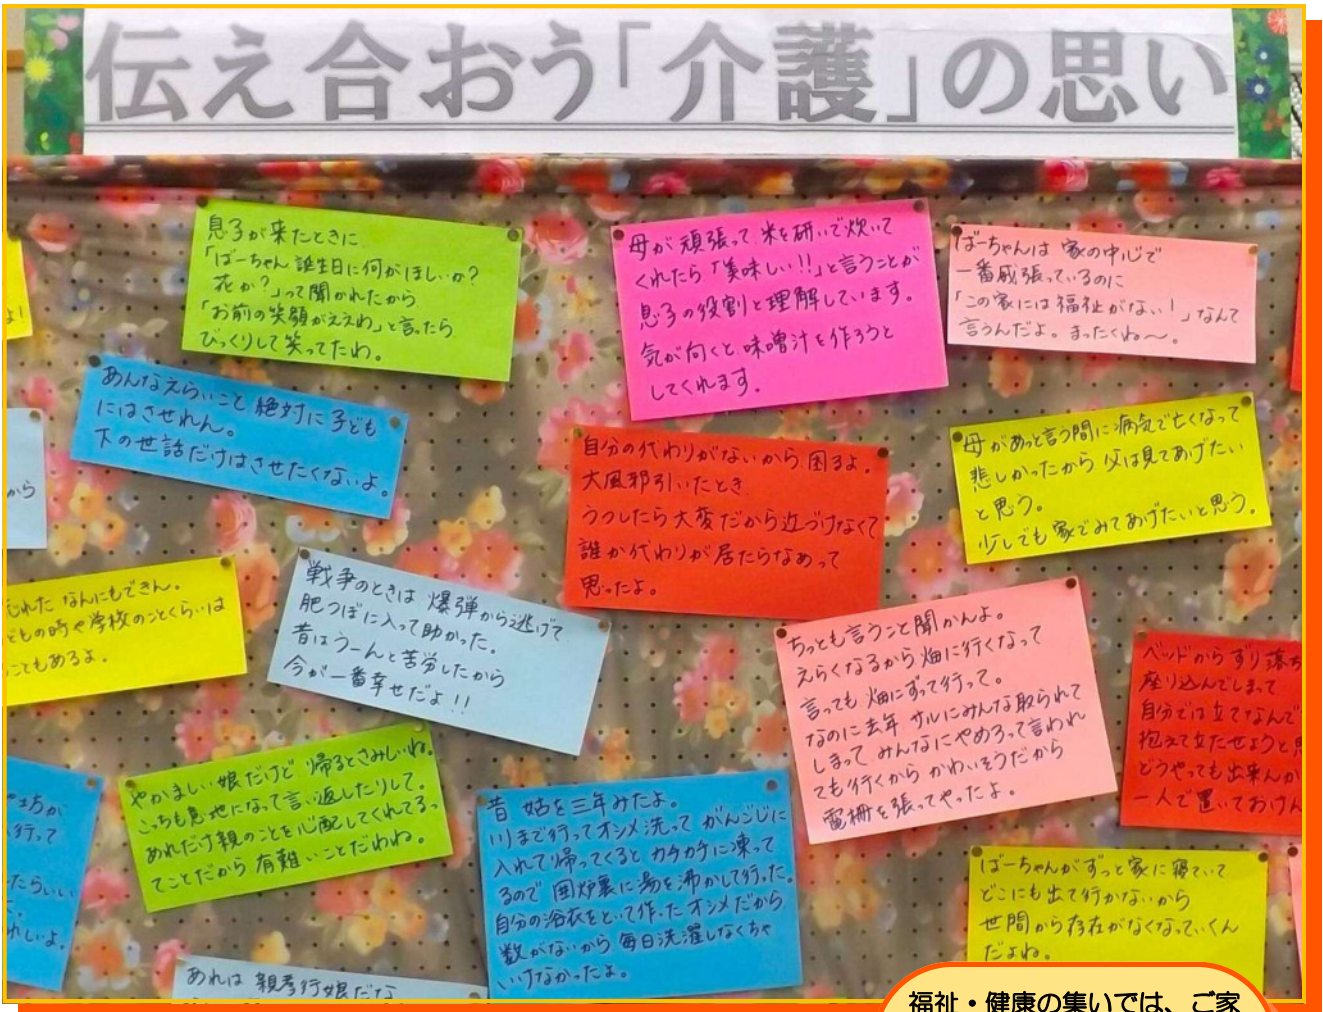 伝え合おう「介護」の思い
息子が来たときに
「ばーちゃん 誕生日に何がほしいか?
花か?」って聞かれたから
「お前の笑顔がええわ」と言ったら
びっくりして笑ってたわ。
母が頑張って 米を研いで炊いて
くれたら「美味しい!!」と言うことが
息子の役割と理解しています。
気が向くと味噌汁を作ろうと
してくれます。
ばーちゃんは 家の中心で
一番威張っているのに
「この家には福祉がない!」なんて
言うんだよ。まったくね〜。
あんなえらいこと 絶対に子ども
にはさせれん。
下の世話だけはさせたくないよ。
自分の代わりがないから 困るよ。
大風邪引いたとき
うつしたら大変だから近づけなくて
誰か代わりが居たらなあって
思ったよ。
母があっと言う間に病気で亡くなって
悲しかったから 父は見てあげたい
と思う。
少しでも 家でみてあげたいと思う。
から
なんにもできん。
の時や学校のことくらいは
こともあるよ。
戦争のときは 爆弾から逃げて
肥つぼに入って助かった。
昔はうーんと苦労したから
今が一番幸せだよ!!
ちっとも言うこと聞かんよ。
えらくなるから畑に行くなって
言っても 畑にずって行って。
なのに去年 サルにみんな取られて
しまって みんなにやめろって言われ
ても行くから かわいそうだから
電柵を張ってやったよ。
ベッドからずり落ち
座り込んでしまって
自分では立てなんで
抱えて立たせようと
どうやっても出来んか
一人で置いておけん
やかましい娘だけど 帰るとさみしいね。
こっちも意地になって言い返したりして。
あれだけ親のことを心配してくれてるっ
てことだから 有難いことだわね。
昔 姑を三年みたよ。
川まで行ってオシメ洗って がんごじに
入れて帰ってくると カチカチに凍って
るので 囲炉裏に湯を沸かして行った。
自分の浴衣をといて作ったオシメだから
数がないから 毎日洗濯しなくちゃ
いけなかったよ。
坊が
行って
たらいい
ばーちゃんがずっと家に寝ていて
どこにも出て行かないから
世間から存在がなくなっていくん
だよね。
あれは 親孝行娘だな
福祉・健康の集いでは、ご家